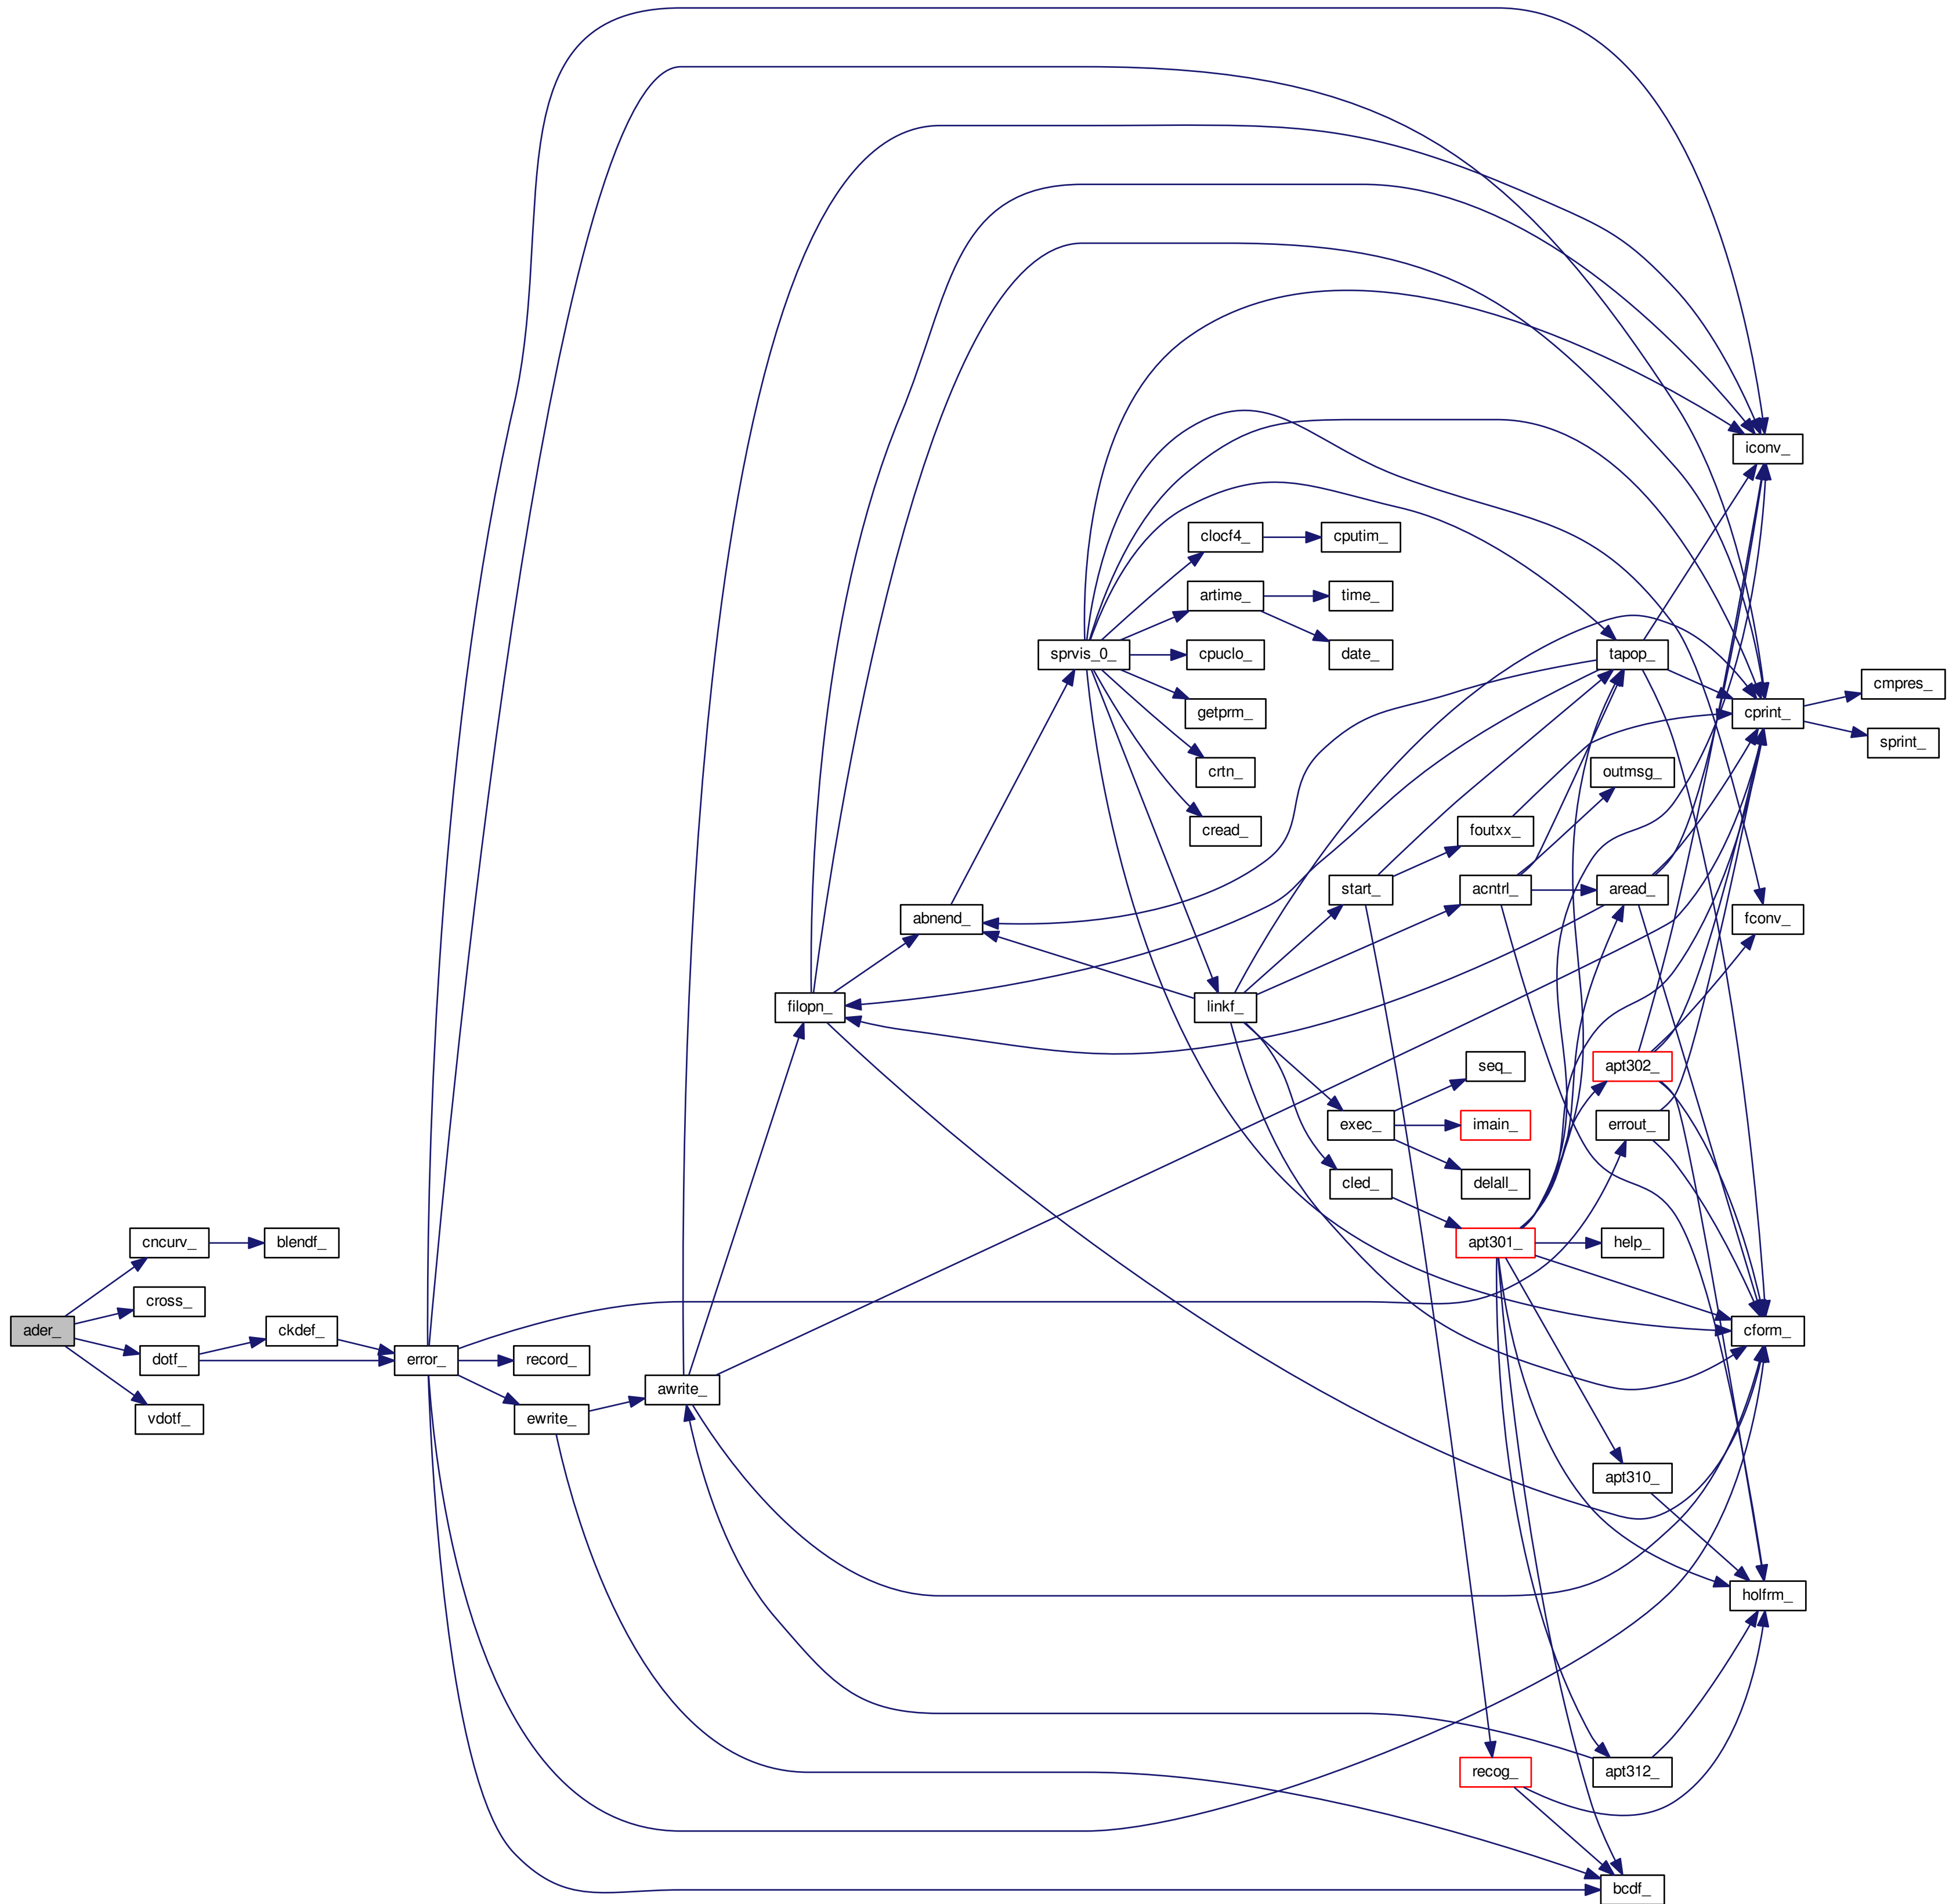 iconv_
clocf4_
cputim_
artime_
time_
sprvis_0_
cpuclo_
date_
tapop_
cmpres_
getprm_
cprint_
sprint_
crtn_
outmsg_
cread_
foutxx_
start_
acntrl_
aread_
abnend_
fconv_
filopn_
linkf_
seq_
apt302_
exec_
imain_
errout_
cled_
delall_
cncurv_
blendf_
apt301_
help_
cross_
ader_
ckdef_
cform_
dotf_
error_
record_
awrite_
vdotf_
ewrite_
apt310_
holfrm_
recog_
apt312_
bcdf_